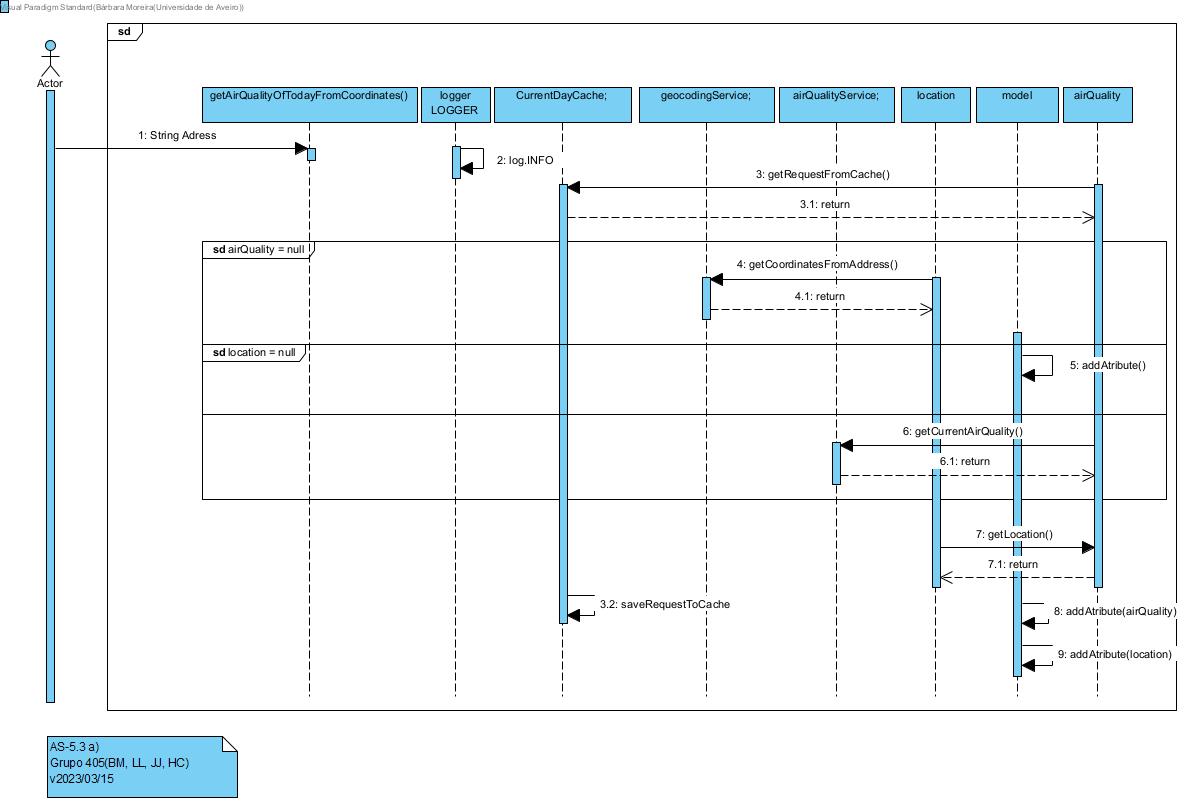 Visual Paradigm Standard(Bárbara Moreira(Universidade de Aveiro))
sd
Actor
getAirQualityOfTodayFromCoordinates()
logger
LOGGER
CurrentDayCache;
geocodingService;
airQualityService;
location
model
airQuality
1: String Adress
2: log.INFO
3: getRequestFromCache()
3.1: return
sd airQuality = null
4: getCoordinatesFromAddress()
4.1: return
sd location = null
5: addAtribute()
6: getCurrentAirQuality()
6.1: return
7: getLocation()
7.1: return
3.2: saveRequestToCache
8: addAtribute(airQuality)
9: addAtribute(location)
AS-5.3 a)
Grupo 405(BM, LL, JJ, HC)
v2023/03/15